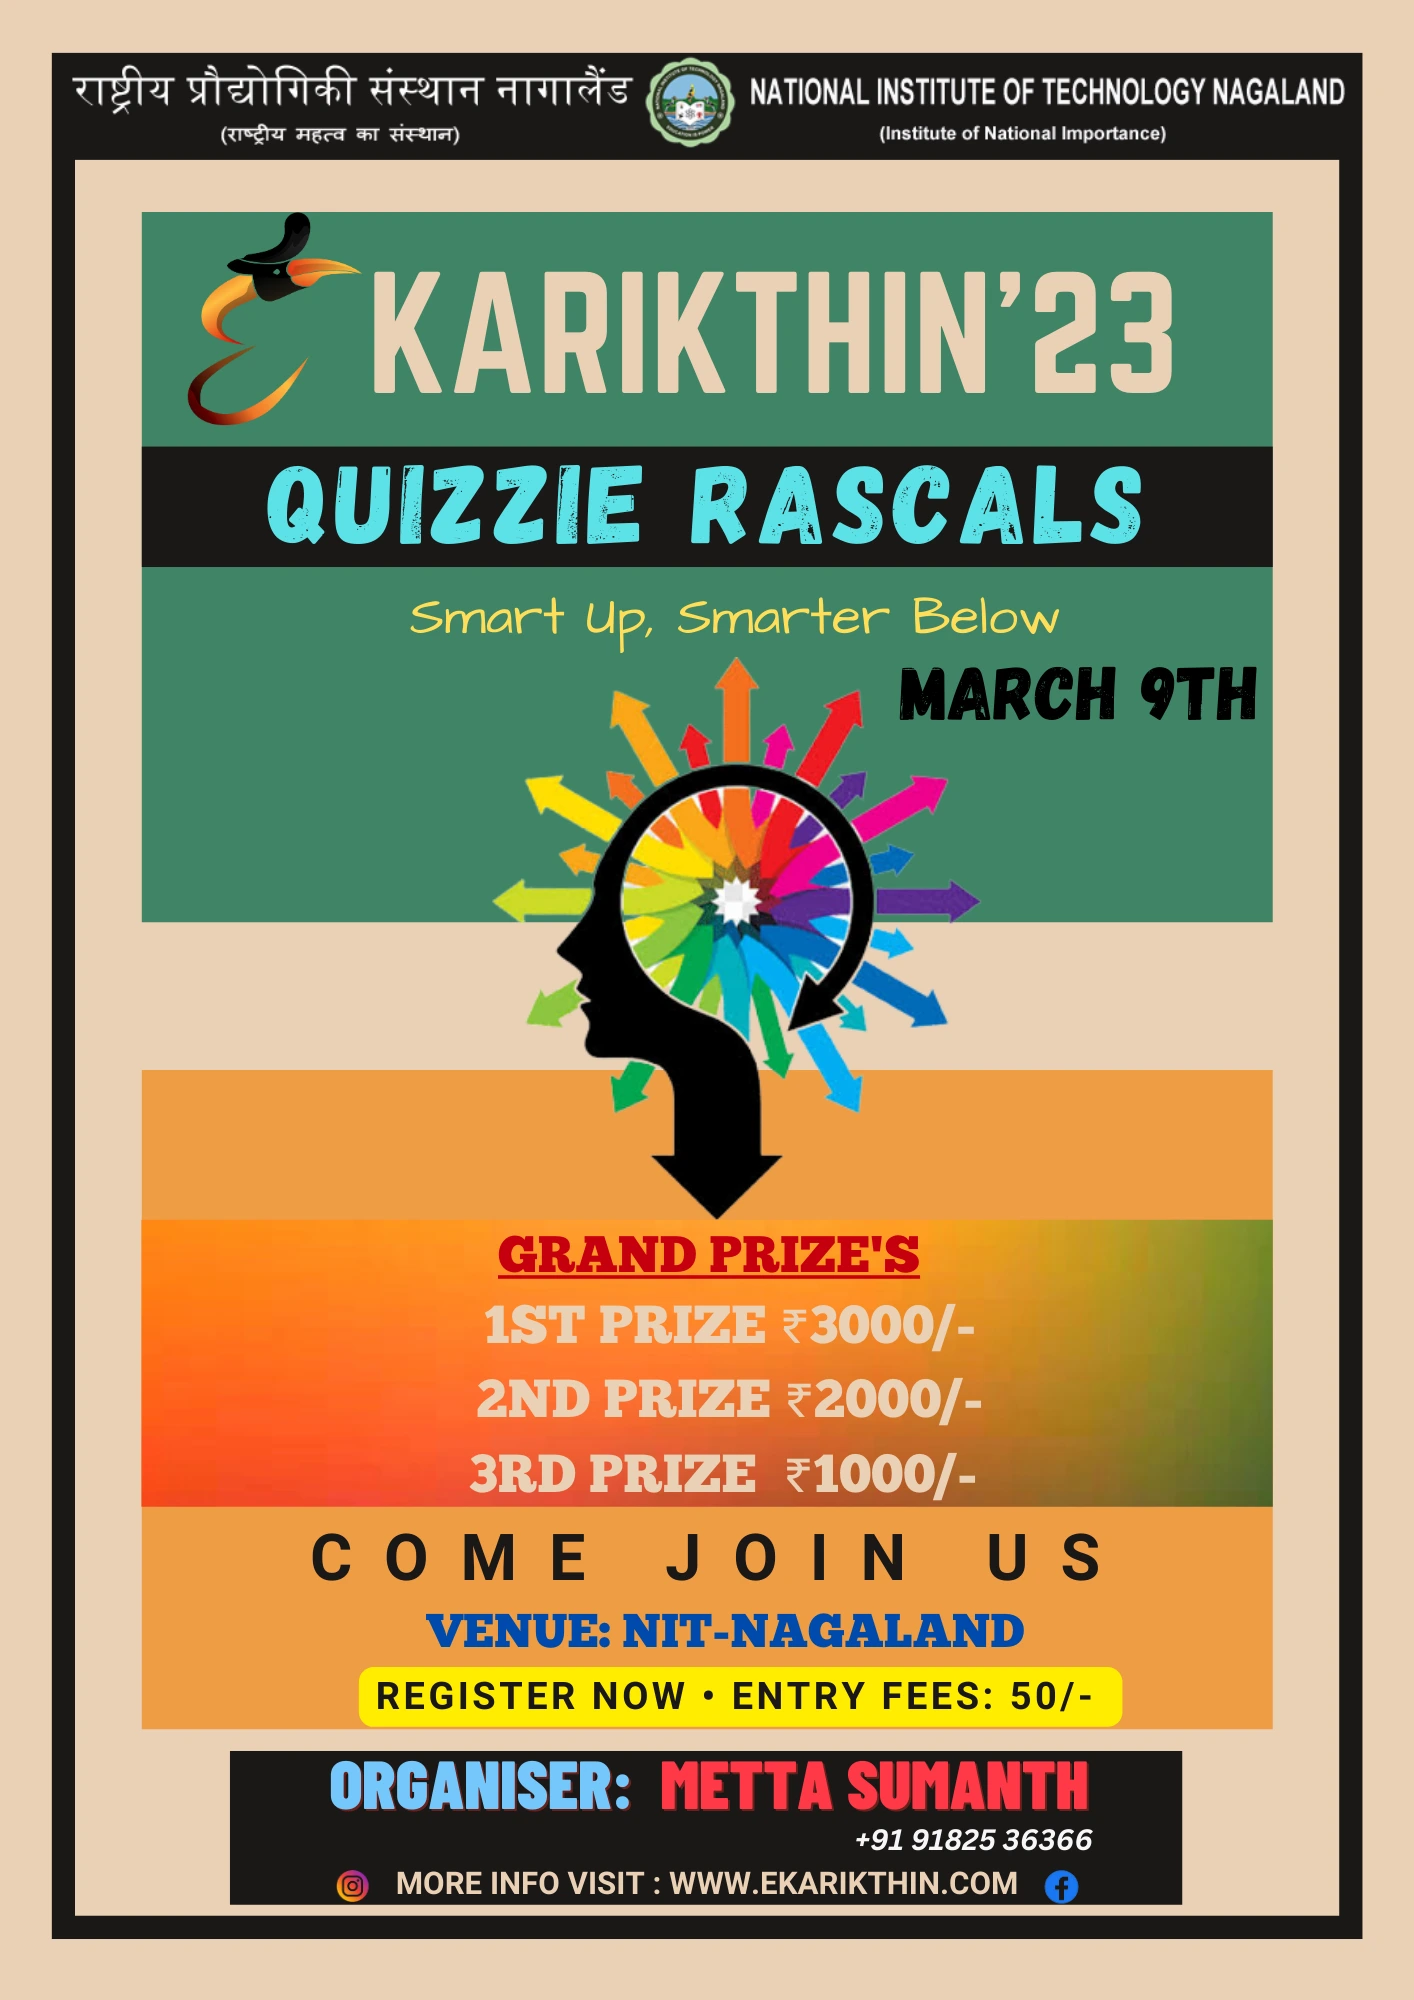 राष्ट्रीय प्रौद्योगिकी संस्थान नागालैंड
(राष्ट्रीय महत्व का संस्थान)
NATIONAL INSTITUTE OF TECHNOLOGY NAGALAND
(Institute of National Importance)
EKARIKTHIN'23
QUIZZIE RASCALS
Smart Up, Smarter Below
MARCH 9TH
GRAND PRIZE'S
1ST PRIZE ₹3000/-
2ND PRIZE ₹2000/-
3RD PRIZE ₹1000/-
COME JOIN US
VENUE: NIT-NAGALAND
REGISTER NOW • ENTRY FEES: 50/-
ORGANISER: METTA SUMANTH
+91 91825 36366
MORE INFO VISIT : WWW.EKARIKTHIN.COM